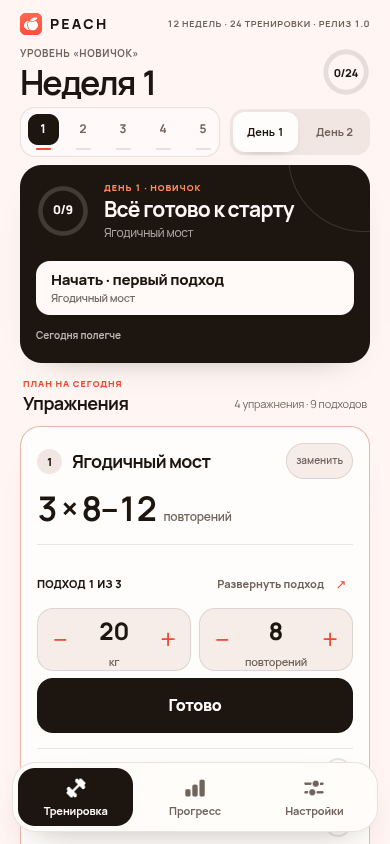 PEACH
12 НЕДЕЛЬ · 24 ТРЕНИРОВКИ · РЕЛИЗ 1.0
УРОВЕНЬ «НОВИЧОК»
Неделя 1
0/24
1 2 3 4 5
День 1 День 2
0/9
ДЕНЬ 1 · НОВИЧОК
Всё готово к старту
Ягодичный мост
Начать · первый подход
Ягодичный мост
Сегодня полегче
ПЛАН НА СЕГОДНЯ
Упражнения
4 упражнения · 9 подходов
1 Ягодичный мост
заменить
3 × 8–12 повторений
ПОДХОД 1 ИЗ 3
Развернуть подход ↗
− 20 +
кг
− 8 +
повторений
Готово
Тренировка
Прогресс
Настройки